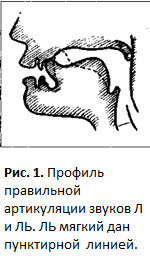 Рис. 1. Профиль
правильной
артикуляции звуков Л
и ЛЬ. ЛЬ мягкий дан
пунктирной линией.